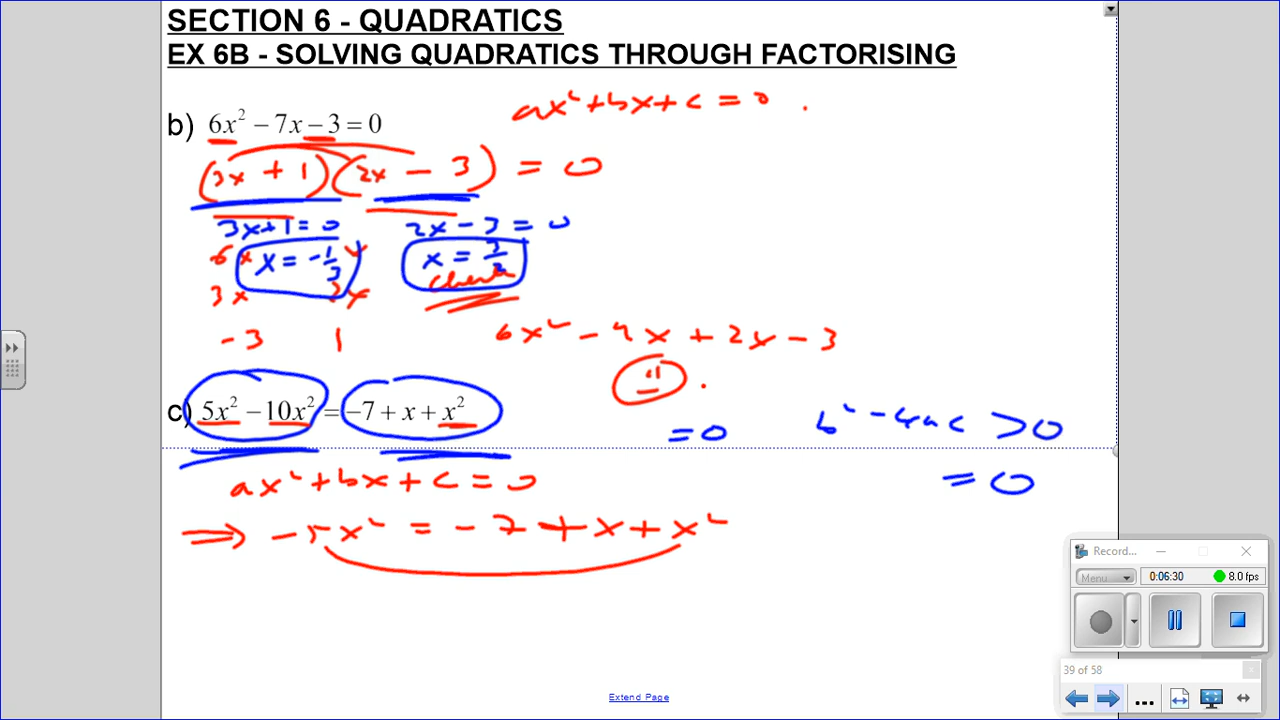 SECTION 6 - QUADRATICS
EX 6B - SOLVING QUADRATICS THROUGH FACTORISING
ax² + bx + c = 0 .
b) 6x² − 7x − 3 = 0
(3x + 1)(2x − 3) = 0
3x+1 = 0 2x − 3 = 0
6x x = -1/3 x = 3/2
check
3x
-3 1
6x² − 9x + 2x − 3
c) 5x² − 10x² = −7 + x + x²
= 0 b² − 4ac > 0
ax² + bx + c = 0 = 0
⇒ −5x² = −7 + x + x²
Record...
Menu 0:06:30 8.0 fps
39 of 58
...
Extend Page